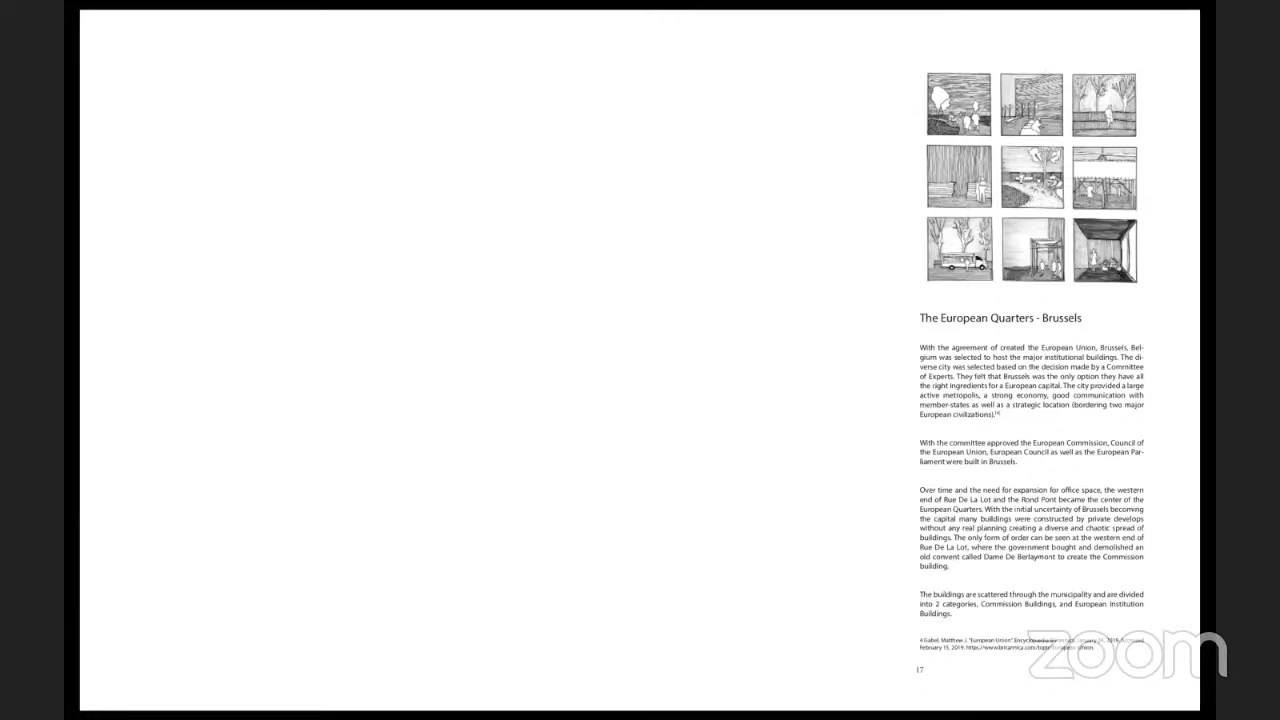 The European Quarters - Brussels
With the agreement of created the European Union, Brussels, Bel-
gium was selected to host the major institutional buildings. The di-
verse city was selected based on the decision made by a Committee
of Experts. They felt that Brussels was the only option they have all
the right ingredients for a European capital. The city provided a large
active metropolis, a strong economy, good communication with
member-states as well as a strategic location (bordering two major
European civilizations).[4]
With the committee approved the European Commission, Council of
the European Union, European Council as well as the European Par-
liament were built in Brussels.
Over time and the need for expansion for office space, the western
end of Rue De La Lot and the Rond Pont became the center of the
European Quarters. With the initial uncertainty of Brussels becoming
the capital many buildings were constructed by private develops
without any real planning creating a diverse and chaotic spread of
buildings. The only form of order can be seen at the western end of
Rue De La Lot, where the government bought and demolished an
old convent called Dame De Berlaymont to create the Commission
building.
The buildings are scattered through the municipality and are divided
into 2 categories, Commission Buildings, and European Institution
Buildings.
4 Gabel, Matthew J. "European Union" Encyclopædia Britannica. January 24, 2019. Accessed
February 15, 2019. https://www.britannica.com/topic/European-Union.
17
zoom